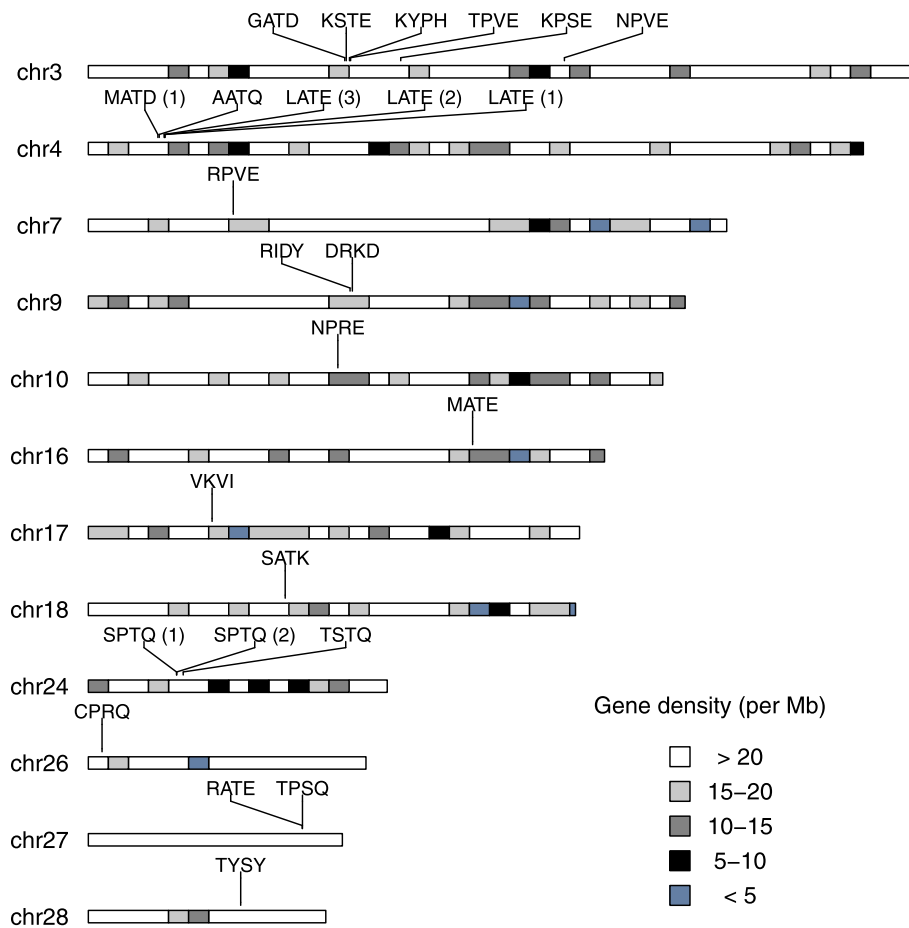 GATD KSTE KYPH TPVE KPSE NPVE
chr3
MATD (1) AATQ LATE (3) LATE (2) LATE (1)
chr4
RPVE
chr7
RIDY DRKD
chr9
NPRE
chr10
MATE
chr16
VKVI
chr17
SATK
chr18
SPTQ (1) SPTQ (2) TSTQ
chr24
CPRQ
chr26
RATE TPSQ
chr27
TYSY
chr28
Gene density (per Mb)
> 20
15–20
10–15
5–10
< 5